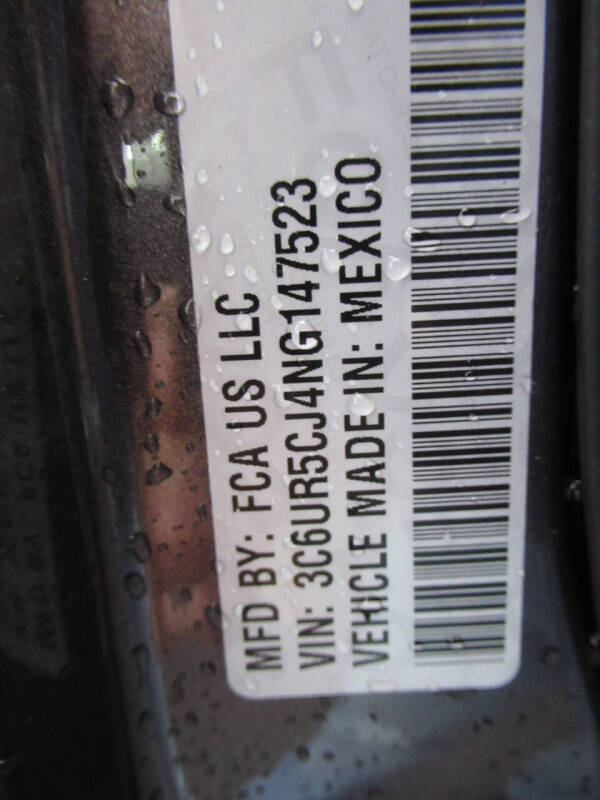 MFD BY: FCA US LLC
VIN: 3C6UR5CJ4NG147523
VEHICLE MADE IN: MEXICO